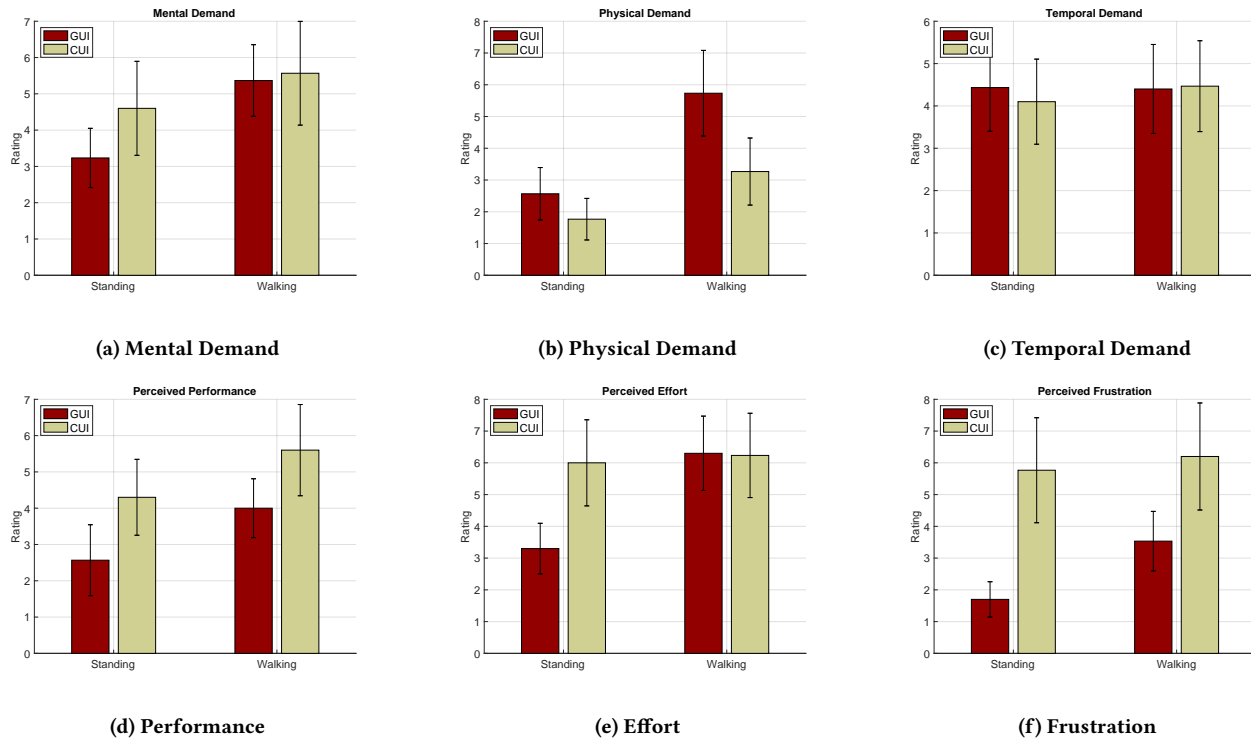 Mental Demand
GUI
CUI
Rating
7
6
5
4
3
2
1
0
Standing Walking
(a) Mental Demand
Physical Demand
GUI
CUI
Rating
8
7
6
5
4
3
2
1
0
Standing Walking
(b) Physical Demand
Temporal Demand
GUI
CUI
Rating
6
5
4
3
2
1
0
Standing Walking
(c) Temporal Demand
Perceived Performance
GUI
CUI
Rating
7
6
5
4
3
2
1
0
Standing Walking
(d) Performance
Perceived Effort
GUI
CUI
Rating
8
7
6
5
4
3
2
1
0
Standing Walking
(e) Effort
Perceived Frustration
GUI
CUI
Rating
8
7
6
5
4
3
2
1
0
Standing Walking
(f) Frustration